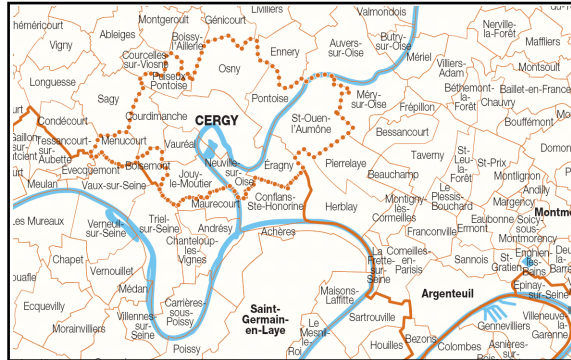 Livilliers
Valmondois
Montgeroult
Génicourt
Nerville-
la-Forêt
Ableiges
Boissy-
l'Aillerie
Butry-
sur-Oise
Vigny
Ennery
Auvers-
sur-Oise
Maffliers
Courcelles-
sur-Viosne
Mériel
Osny
Villiers-
Adam
Montsoult
Longuesse
Puiseux-
Pontoise
Béthemont-
la-Forêt
Baillet-en-France
Sagy
Pontoise
Méry-
sur-Oise
Chauvry
Frépillon
Courdimanche
CERGY
St-Ouen-
l'Aumône
Bouffémont
Condécourt
Bessancourt
Tessancourt-
sur-
Aubette
Menucourt
Vauréal
Taverny
St-
Leu-
la-
Forêt
St-Prix
Évecquemont
Boisemont
Neuville-
sur-
Oise
Éragny
Pierrelaye
Montlignon
Jouy-
le-Moutier
Beauchamp
Andilly
Meulan
Vaux-sur-Seine
Le
Plessis-
Bouchard
Margency
Maurecourt
Conflans-
Ste-Honorine
Herblay
Montigny-
lès-
Cormeilles
Eaubonne
Soicy-
sous-
Montmorency
Les Mureaux
Verneuil-
sur-Seine
Triel-
sur-Seine
Andrésy
Achères
Franconville
Ermont
Chanteloup-
les-
Vignes
La
Frette-
sur-
Seine
Cormeilles-
en-
Parisis
Sannois
St-
Gratien
Enghien-
les-
Bains
Chapet
Vernouillet
Médan
Maisons-
Laffitte
Argenteuil
Épinay-
sur-Seine
Ecquevilly
Carrières-
sous-
Poissy
Saint-
Germain-
en-Laye
Villennes-
sur-
Seine
Le
Mesnil-
le-
Sartrouville
Gennevilliers
Villeneuve-
la-
Garenne
Morainvilliers
Houilles
Bezons
Colombes
Asnières-
Poissy